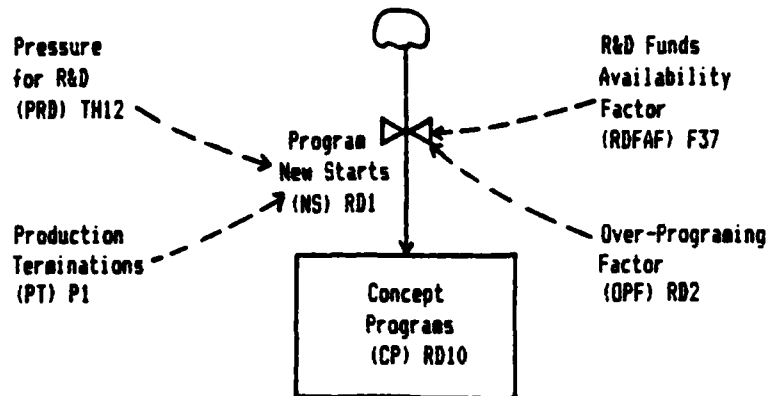 Pressure
for R&D
(PRD) TH12
R&D Funds
Availability
Factor
(RDFAF) F37
Program
New Starts
(NS) RD1
Production
Terminations
(PT) P1
Over-Programing
Factor
(OPF) RD2
Concept
Programs
(CP) RD10